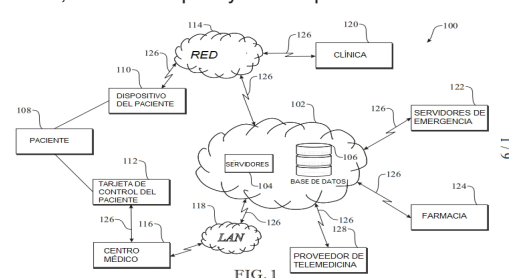 114
120
100
126
126
RED
CLÍNICA
110
126
122
DISPOSITIVO
DEL PACIENTE
102
126
SERVIDORES DE
EMERGENCIA
108
106
PACIENTE
112
SERVIDORES
BASE DE DATOS
126
124
TARJETA DE
CONTROL DEL
PACIENTE
104
FARMACIA
118
126
126
116
126
LAN
128
CENTRO
MÉDICO
PROVEEDOR DE
TELEMEDICINA
FIG. 1
1/9